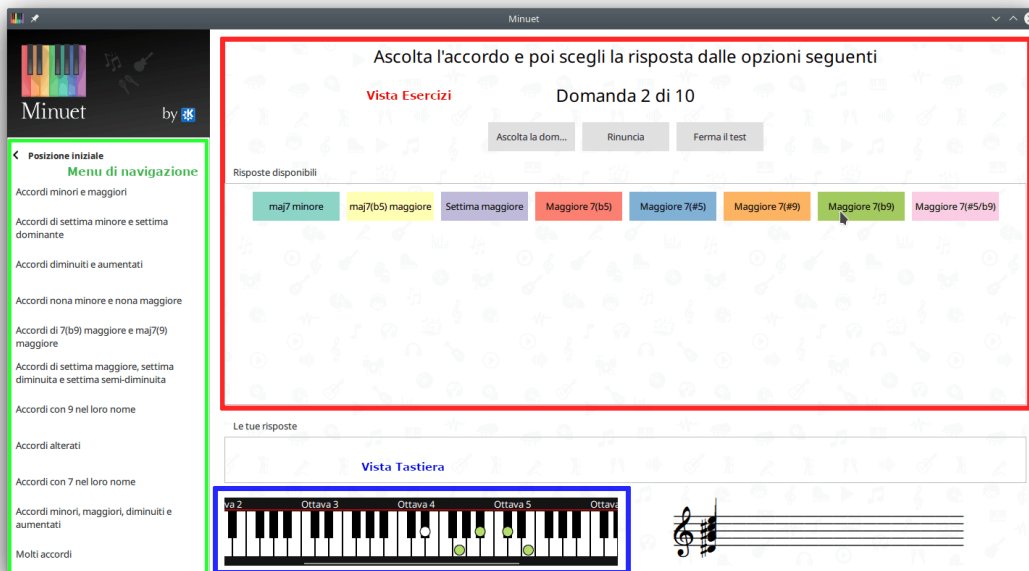 Minuet
Minuet
by
Posizione iniziale
Menu di navigazione
Accordi minori e maggiori
Accordi di settima minore e settima
dominante
Accordi diminuiti e aumentati
Accordi nona minore e nona maggiore
Accordi di 7(b9) maggiore e maj7(9)
maggiore
Accordi di settima maggiore, settima
diminuita e settima semi-diminuita
Accordi con 9 nel loro nome
Accordi alterati
Accordi con 7 nel loro nome
Accordi minori, maggiori, diminuiti e
aumentati
Molti accordi
Ascolta l'accordo e poi scegli la risposta dalle opzioni seguenti
Vista Esercizi
Domanda 2 di 10
Ascolta la dom... Rinuncia Ferma il test
Risposte disponibili
maj7 minore maj7(b5) maggiore Settima maggiore Maggiore 7(b5) Maggiore 7(#5) Maggiore 7(#9) Maggiore 7(b9) Maggiore 7(#5/b9)
Le tue risposte
Vista Tastiera
va 2 Ottava 3 Ottava 4 Ottava 5 Ottava